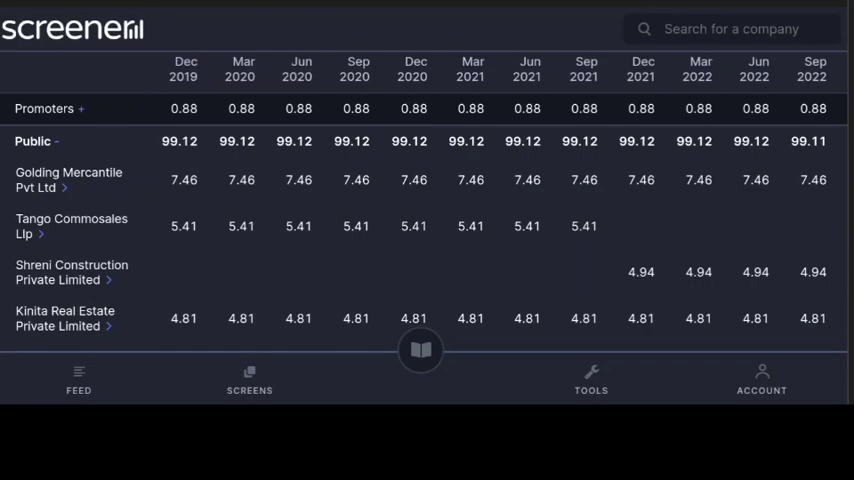 screener
Search for a company
Dec 2019 Mar 2020 Jun 2020 Sep 2020 Dec 2020 Mar 2021 Jun 2021 Sep 2021 Dec 2021 Mar 2022 Jun 2022 Sep 2022
Promoters + 0.88 0.88 0.88 0.88 0.88 0.88 0.88 0.88 0.88 0.88 0.88 0.88
Public - 99.12 99.12 99.12 99.12 99.12 99.12 99.12 99.12 99.12 99.12 99.12 99.11
Golding Mercantile
Pvt Ltd > 7.46 7.46 7.46 7.46 7.46 7.46 7.46 7.46 7.46 7.46 7.46 7.46
Tango Commosales
Llp > 5.41 5.41 5.41 5.41 5.41 5.41 5.41 5.41
Shreni Construction
Private Limited > 4.94 4.94 4.94 4.94
Kinita Real Estate
Private Limited > 4.81 4.81 4.81 4.81 4.81 4.81 4.81 4.81 4.81 4.81 4.81 4.81
FEED SCREENS TOOLS ACCOUNT